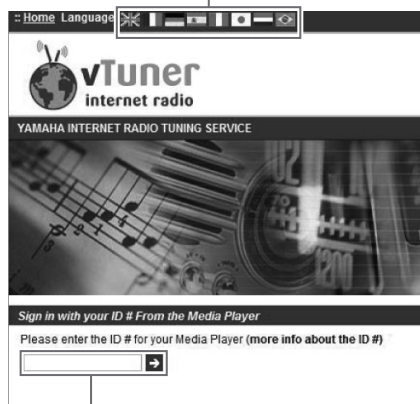 :: Home Language
vTuner
internet radio
YAMAHA INTERNET RADIO TUNING SERVICE
Sign in with your ID # From the Media Player
Please enter the ID # for your Media Player (more info about the ID #)